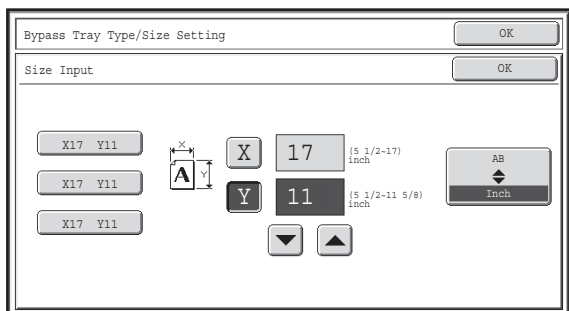 Bypass Tray Type/Size Setting OK
Size Input OK
X17 Y11
X17 Y11
X17 Y11
X
Y
A
X 17 (5 1/2~17)
inch
Y 11 (5 1/2~11 5/8)
inch
AB
Inch